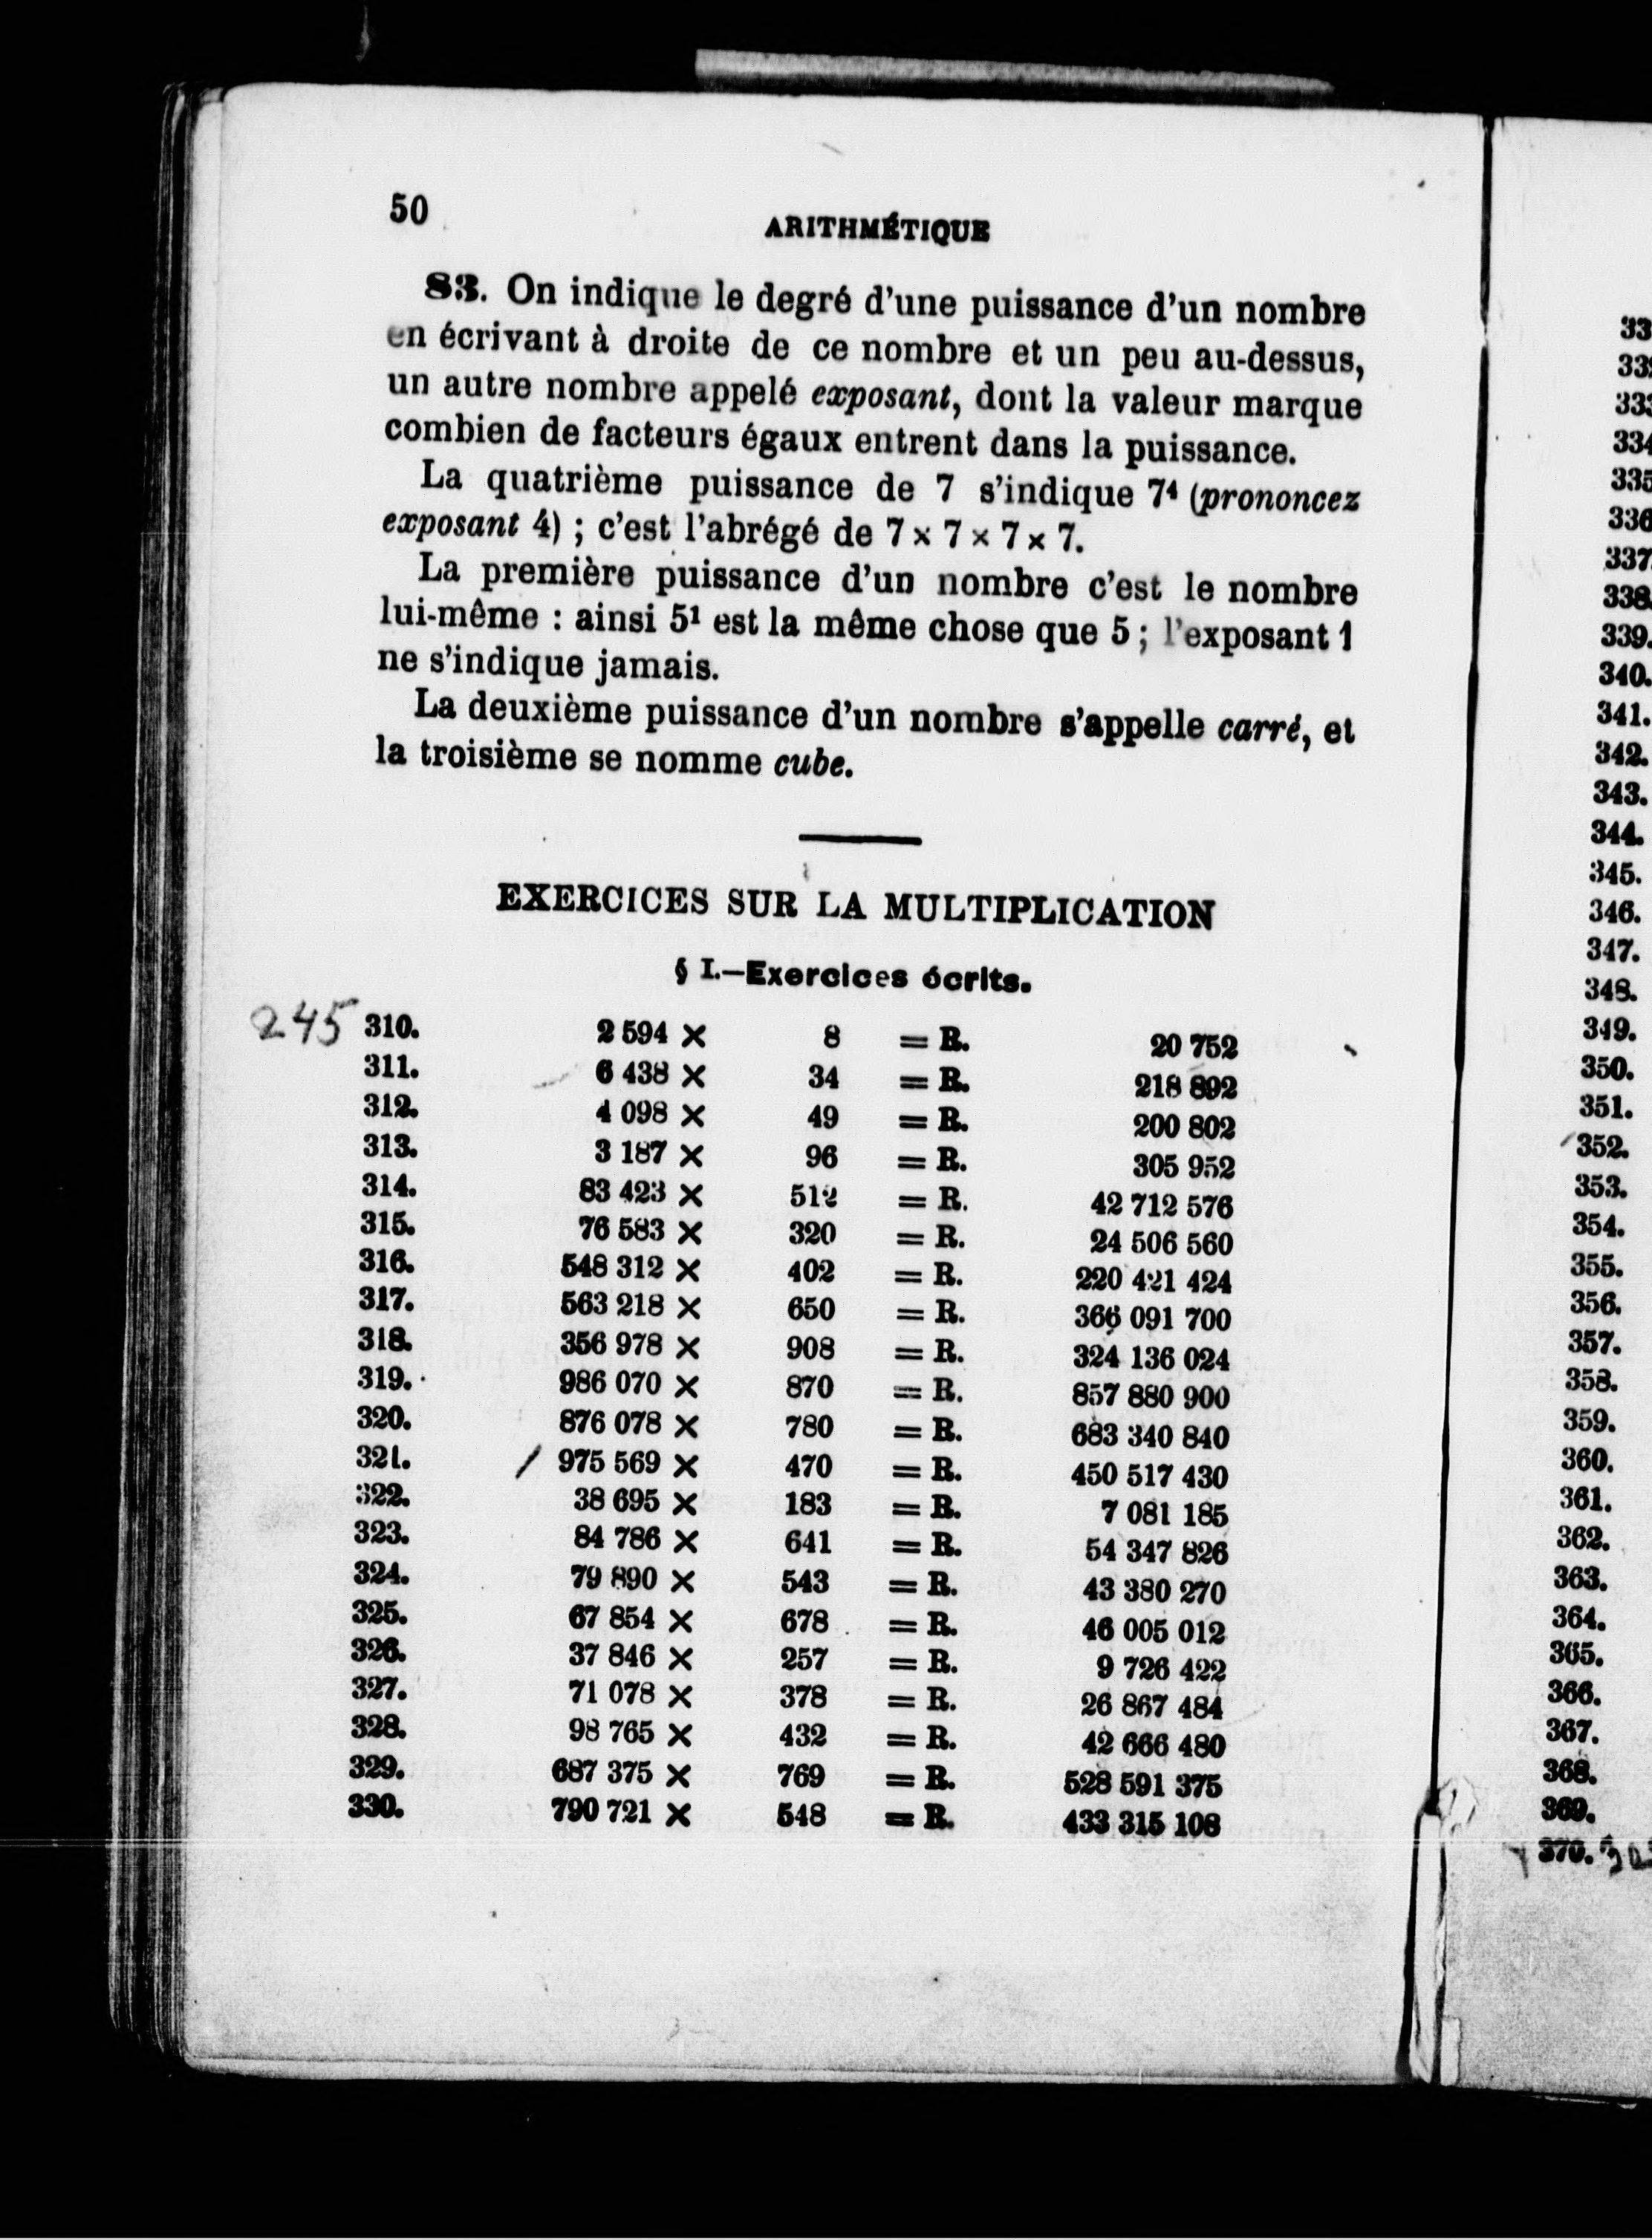 50
ARITHMÉTIQUE
83. On indique le degré d'une puissance d'un nombre
en écrivant à droite de ce nombre et un peu au-dessus,
un autre nombre appelé exposant, dont la valeur marque
combien de facteurs égaux entrent dans la puissance.
La quatrième puissance de 7 s'indique 7⁴ (prononcez
exposant 4) ; c'est l'abrégé de 7 × 7 × 7 × 7.
La première puissance d'un nombre c'est le nombre
lui-même : ainsi 5¹ est la même chose que 5 ; l'exposant 1
ne s'indique jamais.
La deuxième puissance d'un nombre s'appelle carré, et
la troisième se nomme cube.
EXERCICES SUR LA MULTIPLICATION
§ I.—Exercices écrits.
245 310. 2 594 × 8 = R. 20 752
311. 6 438 × 34 = R. 218 892
312. 4 098 × 49 = R. 200 802
313. 3 187 × 96 = R. 305 952
314. 83 423 × 512 = R. 42 712 576
315. 76 583 × 320 = R. 24 506 560
316. 548 312 × 402 = R. 220 421 424
317. 563 218 × 650 = R. 366 091 700
318. 356 978 × 908 = R. 324 136 024
319. 986 070 × 870 = R. 857 880 900
320. 876 078 × 780 = R. 683 340 840
321. / 975 569 × 470 = R. 450 517 430
322. 38 695 × 183 = R. 7 081 185
323. 84 786 × 641 = R. 54 347 826
324. 79 890 × 543 = R. 43 380 270
325. 67 854 × 678 = R. 46 005 012
326. 37 846 × 257 = R. 9 726 422
327. 71 078 × 378 = R. 26 867 484
328. 98 765 × 432 = R. 42 666 480
329. 687 375 × 769 = R. 528 591 375
330. 790 721 × 548 = R. 433 315 108
334
335
336
337.
338.
339.
340.
341.
342.
343.
344.
345.
346.
347.
348.
349.
350.
351.
352.
353.
354.
355.
356.
357.
358.
359.
360.
361.
362.
363.
364.
365.
366.
367.
368.
369.
370.